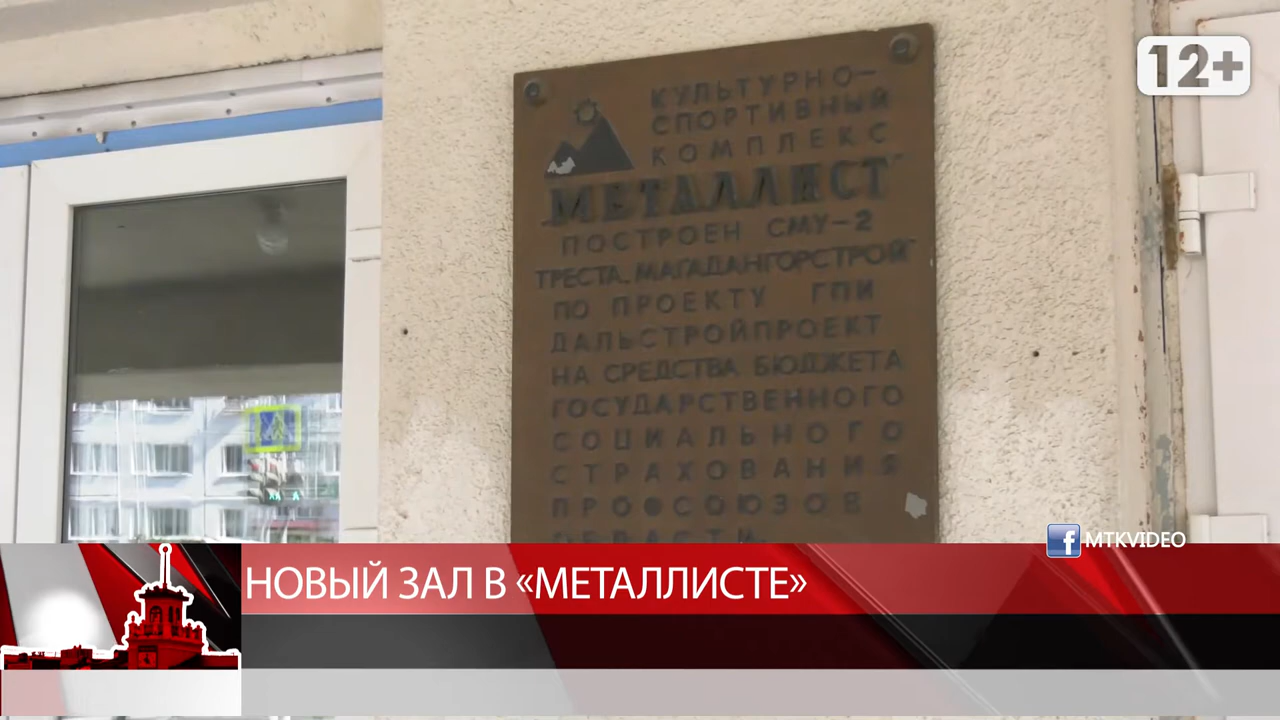 12+
КУЛЬТУРНО-
СПОРТИВНЫЙ
КОМПЛЕКС
МЕТАЛЛИСТ
ПОСТРОЕН СМУ-2
ТРЕСТА „МАГАДАНГОРСТРОЙ"
ПО ПРОЕКТУ ГПИ
ДАЛЬСТРОЙПРОЕКТ
НА СРЕДСТВА БЮДЖЕТА
ГОСУДАРСТВЕННОГО
СОЦИАЛЬНОГО
СТРАХОВАНИЯ
ПРОФСОЮЗОВ
ОБЛАСТИ.
f MTKVIDEO
НОВЫЙ ЗАЛ В «МЕТАЛЛИСТЕ»